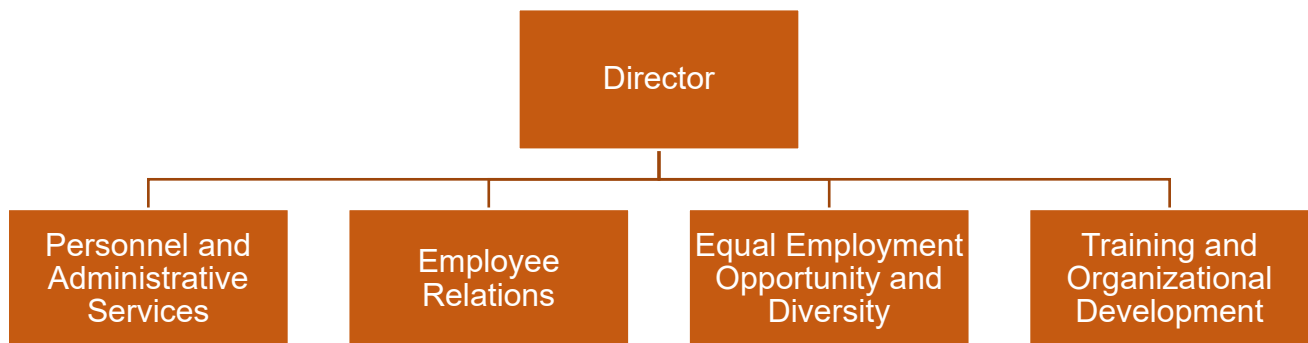 Director
Personnel and
Administrative
Services
Employee
Relations
Equal Employment
Opportunity and
Diversity
Training and
Organizational
Development